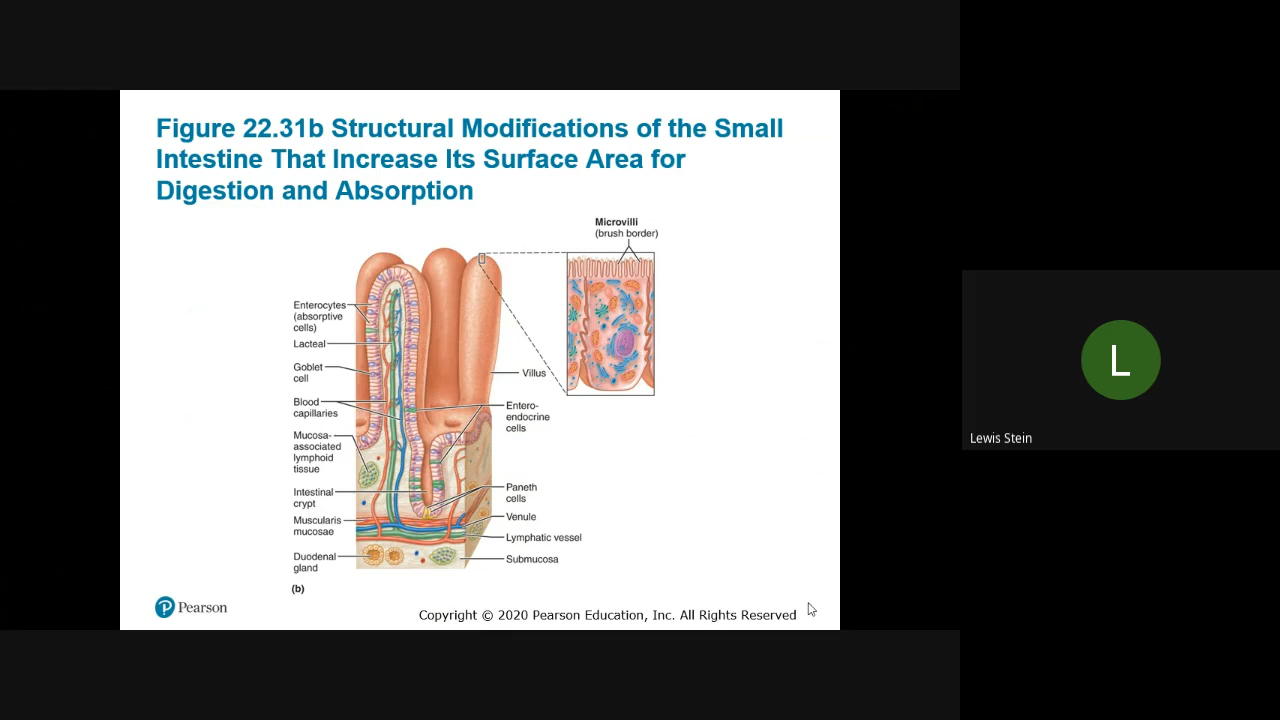 Figure 22.31b Structural Modifications of the Small
Intestine That Increase Its Surface Area for
Digestion and Absorption
Microvilli
(brush border)
Enterocytes
(absorptive
cells)
Lacteal
Goblet
cell
Blood
capillaries
Mucosa-
associated
lymphoid
tissue
Intestinal
crypt
Muscularis
mucosae
Duodenal
gland
Villus
Entero-
endocrine
cells
Paneth
cells
Venule
Lymphatic vessel
Submucosa
(b)
P Pearson
Copyright © 2020 Pearson Education, Inc. All Rights Reserved
L
Lewis Stein